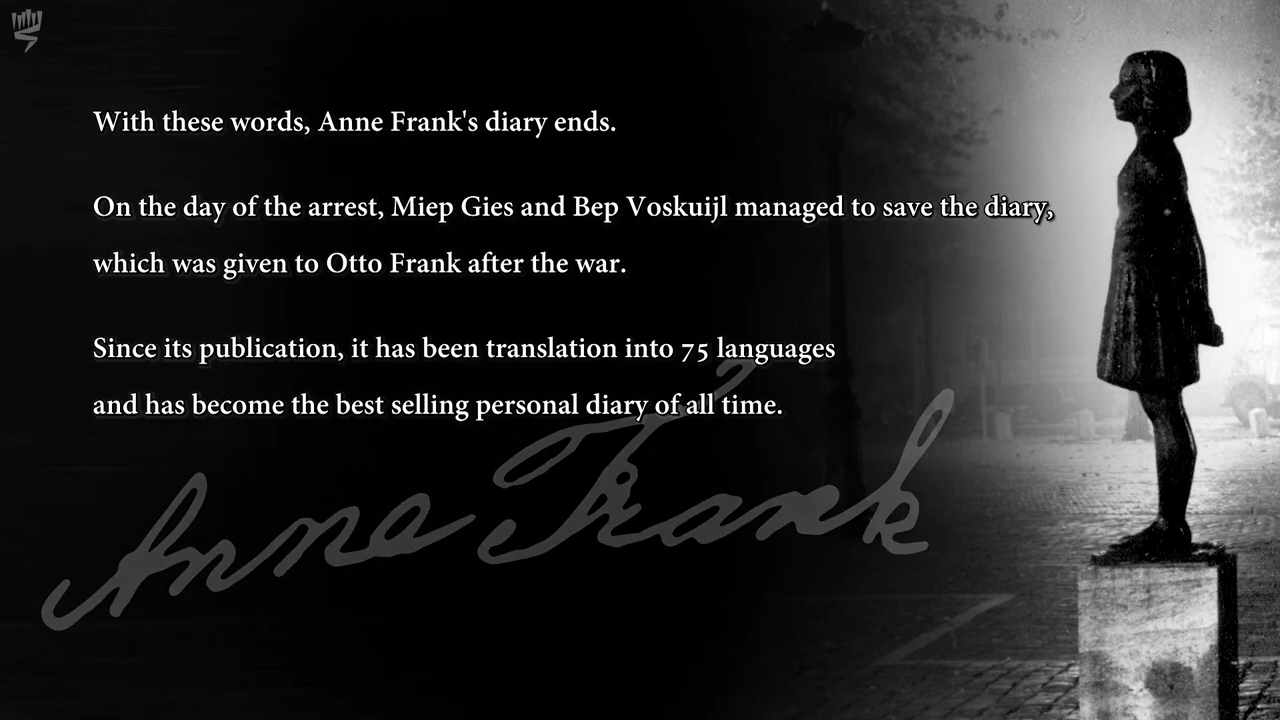 With these words, Anne Frank's diary ends.
On the day of the arrest, Miep Gies and Bep Voskuijl managed to save the diary,
which was given to Otto Frank after the war.
Since its publication, it has been translation into 75 languages
and has become the best selling personal diary of all time.
Anne Frank